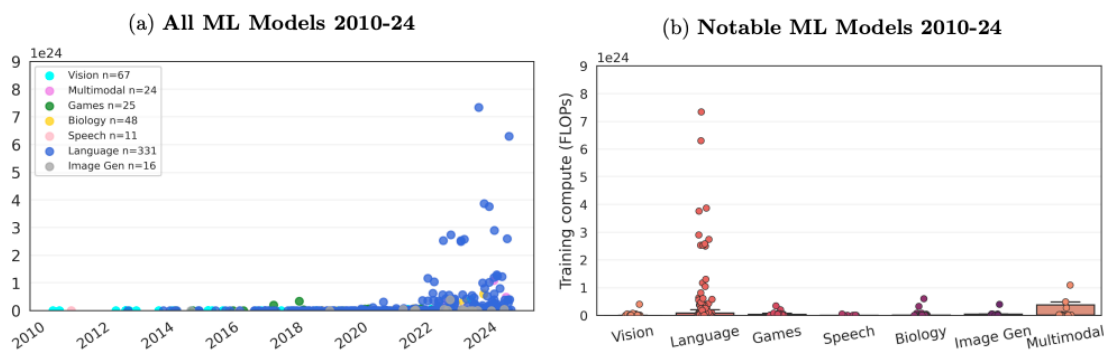 (a) All ML Models 2010-24
1e24
9
8
7
6
5
4
3
2
1
0
Vision n=67
Multimodal n=24
Games n=25
Biology n=48
Speech n=11
Language n=331
Image Gen n=16
2010
2012
2014
2016
2018
2020
2022
2024
(b) Notable ML Models 2010-24
1e24
Training compute (FLOPs)
9
8
7
6
5
4
3
2
1
0
Vision
Language
Games
Speech
Biology
Image Gen
Multimodal